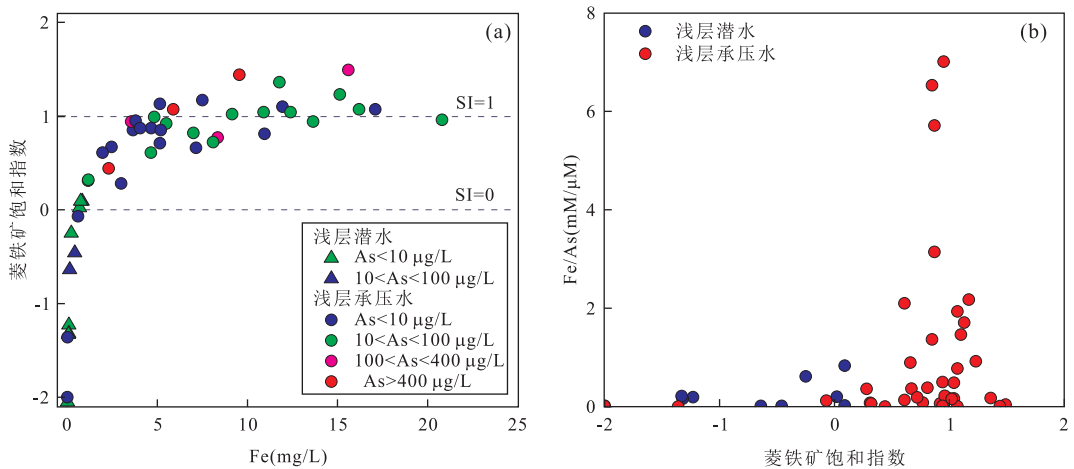 (a)
2
1
0
-1
-2
菱铁矿饱和指数
SI=1
SI=0
浅层潜水
As<10 μg/L
10<As<100 μg/L
浅层承压水
As<10 μg/L
10<As<100 μg/L
100<As<400 μg/L
As>400 μg/L
0 5 10 15 20 25
Fe(mg/L)
(b)
浅层潜水
浅层承压水
8
6
4
2
0
Fe/As(mM/μM)
-2 -1 0 1 2
菱铁矿饱和指数